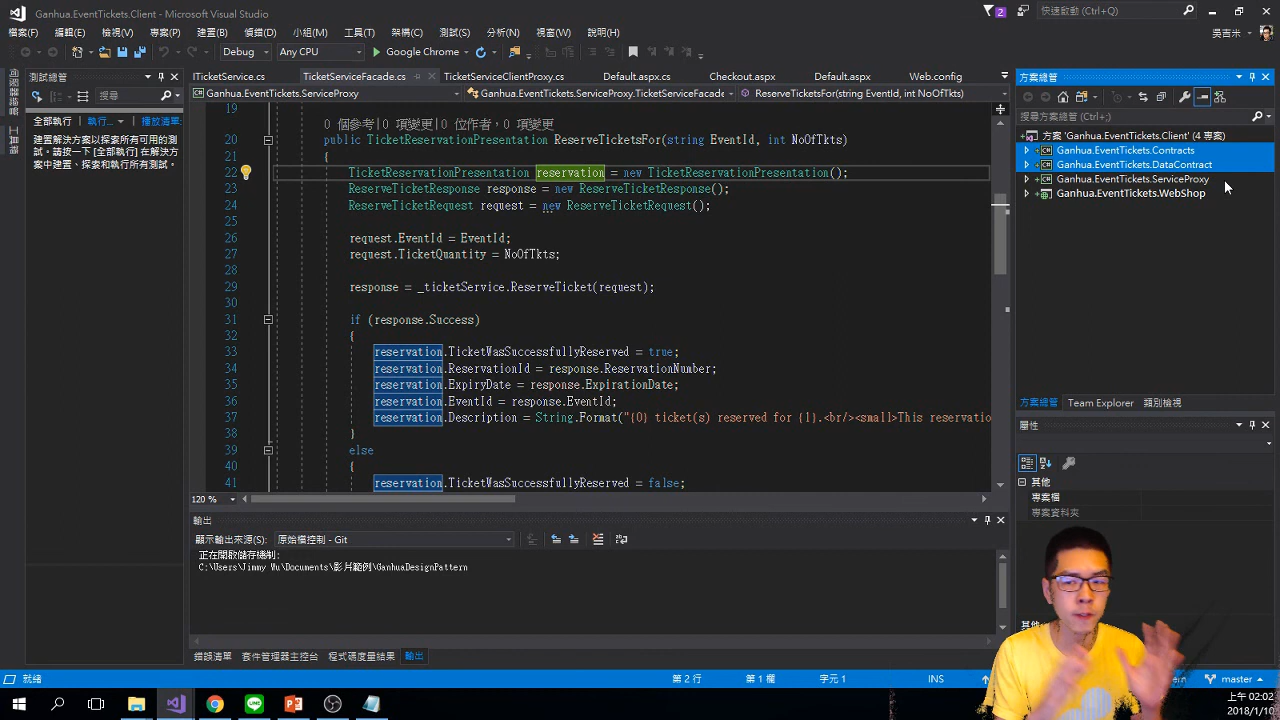 Ganhua.EventTickets.Client - Microsoft Visual Studio
2
快速啟動 (Ctrl+Q)
檔案(F)
編輯(E)
檢視(V)
專案(P)
建置(B)
偵錯(D)
小組(M)
工具(T)
架構(C)
測試(S)
分析(N)
視窗(W)
說明(H)
吳吉米
Debug
Any CPU
Google Chrome
測試總管
搜尋
全部執行 | 執行... | 播放清單:
建置解決方案以探索所有可用的測
試。請按一下 [全部執行] 在解決方
案中建置、探索和執行所有測試。
ITicketService.cs
TicketServiceFacade.cs
TicketServiceClientProxy.cs
Default.aspx.cs
Checkout.aspx
Default.aspx
Web.config
Ganhua.EventTickets.ServiceProxy
Ganhua.EventTickets.ServiceProxy.TicketServiceFacade
ReserveTicketsFor(string EventId, int NoOfTkts)
19
0 個參考|0 項變更|0 位作者，0 項變更
20 public TicketReservationPresentation ReserveTicketsFor(string EventId, int NoOfTkts)
21 {
22 TicketReservationPresentation reservation = new TicketReservationPresentation();
23 ReserveTicketResponse response = new ReserveTicketResponse();
24 ReserveTicketRequest request = new ReserveTicketRequest();
25
26 request.EventId = EventId;
27 request.TicketQuantity = NoOfTkts;
28
29 response = _ticketService.ReserveTicket(request);
30
31 if (response.Success)
32 {
33 reservation.TicketWasSuccessfullyReserved = true;
34 reservation.ReservationId = response.ReservationNumber;
35 reservation.ExpiryDate = response.ExpirationDate;
36 reservation.EventId = response.EventId;
37 reservation.Description = String.Format("{0} ticket(s) reserved for {1}.<br/><small>This reservatio
38 }
39 else
40 {
41 reservation.TicketWasSuccessfullyReserved = false;
120 %
輸出
顯示輸出來源(S):
原始檔控制 - Git
正在開啟儲存機制:
C:\Users\Jimmy Wu\Documents\影片範例\GanhuaDesignPattern
錯誤清單
套件管理器主控台
程式碼度量結果
輸出
方案總管
搜尋方案總管 (Ctrl+;)
方案 'Ganhua.EventTickets.Client' (4 專案)
Ganhua.EventTickets.Contracts
Ganhua.EventTickets.DataContract
Ganhua.EventTickets.ServiceProxy
Ganhua.EventTickets.WebShop
方案總管
Team Explorer
類別檢視
屬性
其他
專案檔
專案資料夾
其他
就緒
第 2 行
第 1 欄
字元 1
INS
master
上午 02:02
2018/1/10